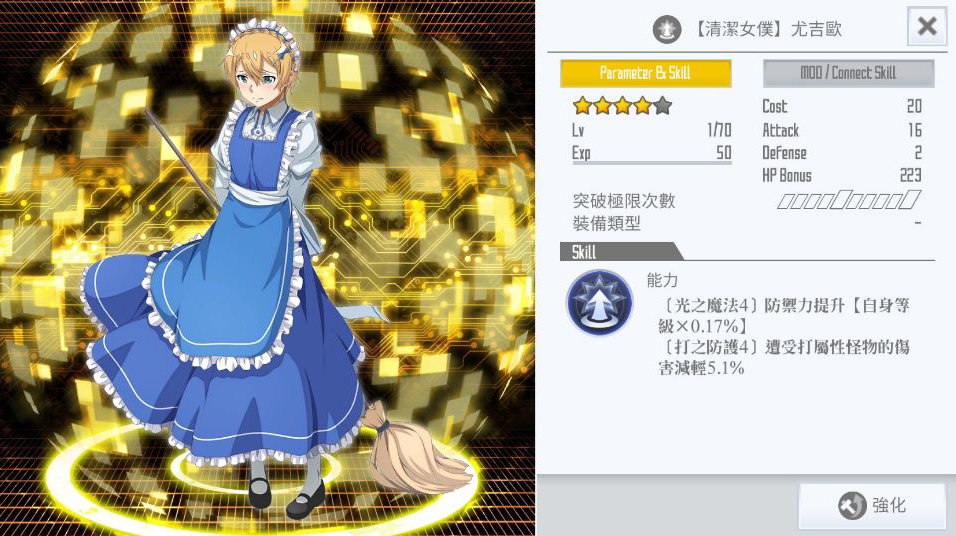 【清潔女僕】尤吉歐
Parameter & Skill
MOD / Connect Skill
Lv 1/70
Exp 50
Cost 20
Attack 16
Defense 2
HP Bonus 223
突破極限次數
裝備類型 -
Skill
能力
〔光之魔法4〕防禦力提升【自身等
級×0.17%】
〔打之防護4〕遭受打屬性怪物的傷
害減輕5.1%
強化